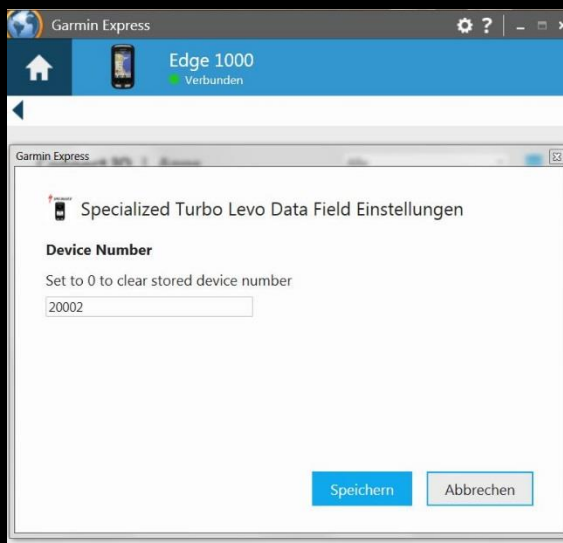 Garmin Express
?
Edge 1000
Verbunden
Garmin Express
Specialized Turbo Levo Data Field Einstellungen
Device Number
Set to 0 to clear stored device number
20002
Speichern
Abbrechen